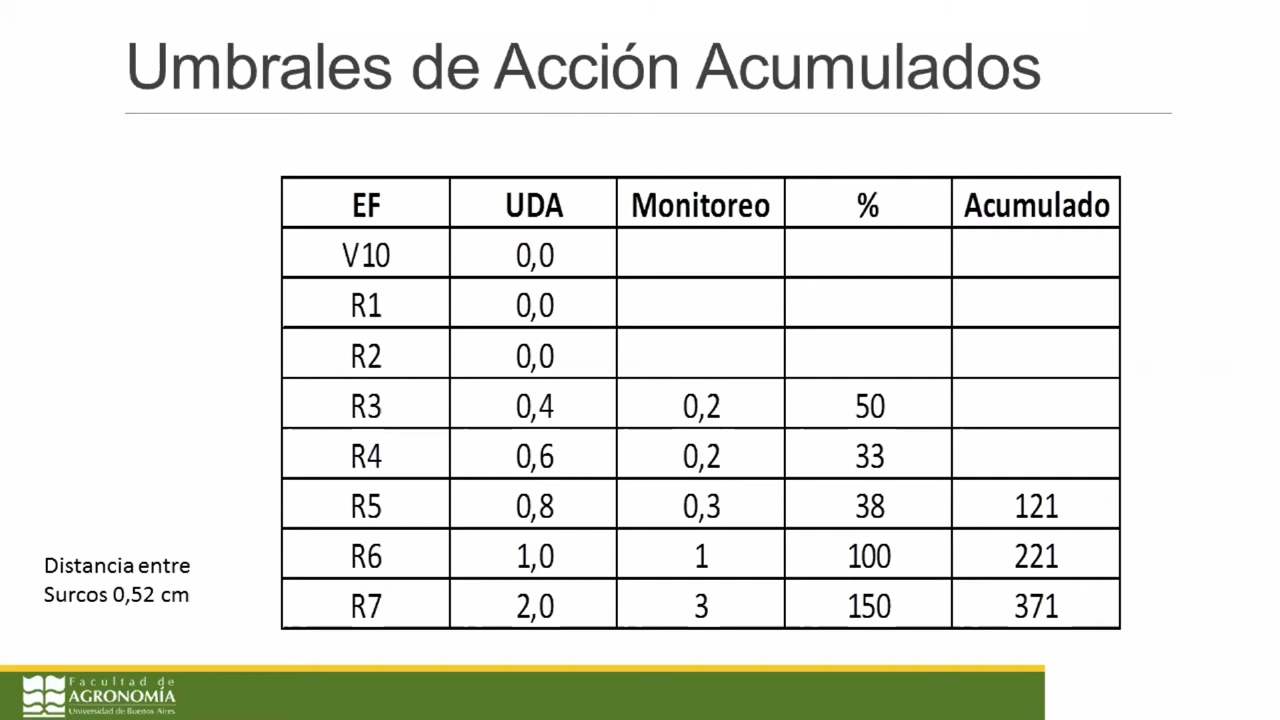 Umbrales de Acción Acumulados
EF UDA Monitoreo % Acumulado
V10 0,0
R1 0,0
R2 0,0
R3 0,4 0,2 50
R4 0,6 0,2 33
R5 0,8 0,3 38 121
R6 1,0 1 100 221
R7 2,0 3 150 371
Distancia entre
Surcos 0,52 cm
Facultad de
AGRONOMÍA
Universidad de Buenos Aires